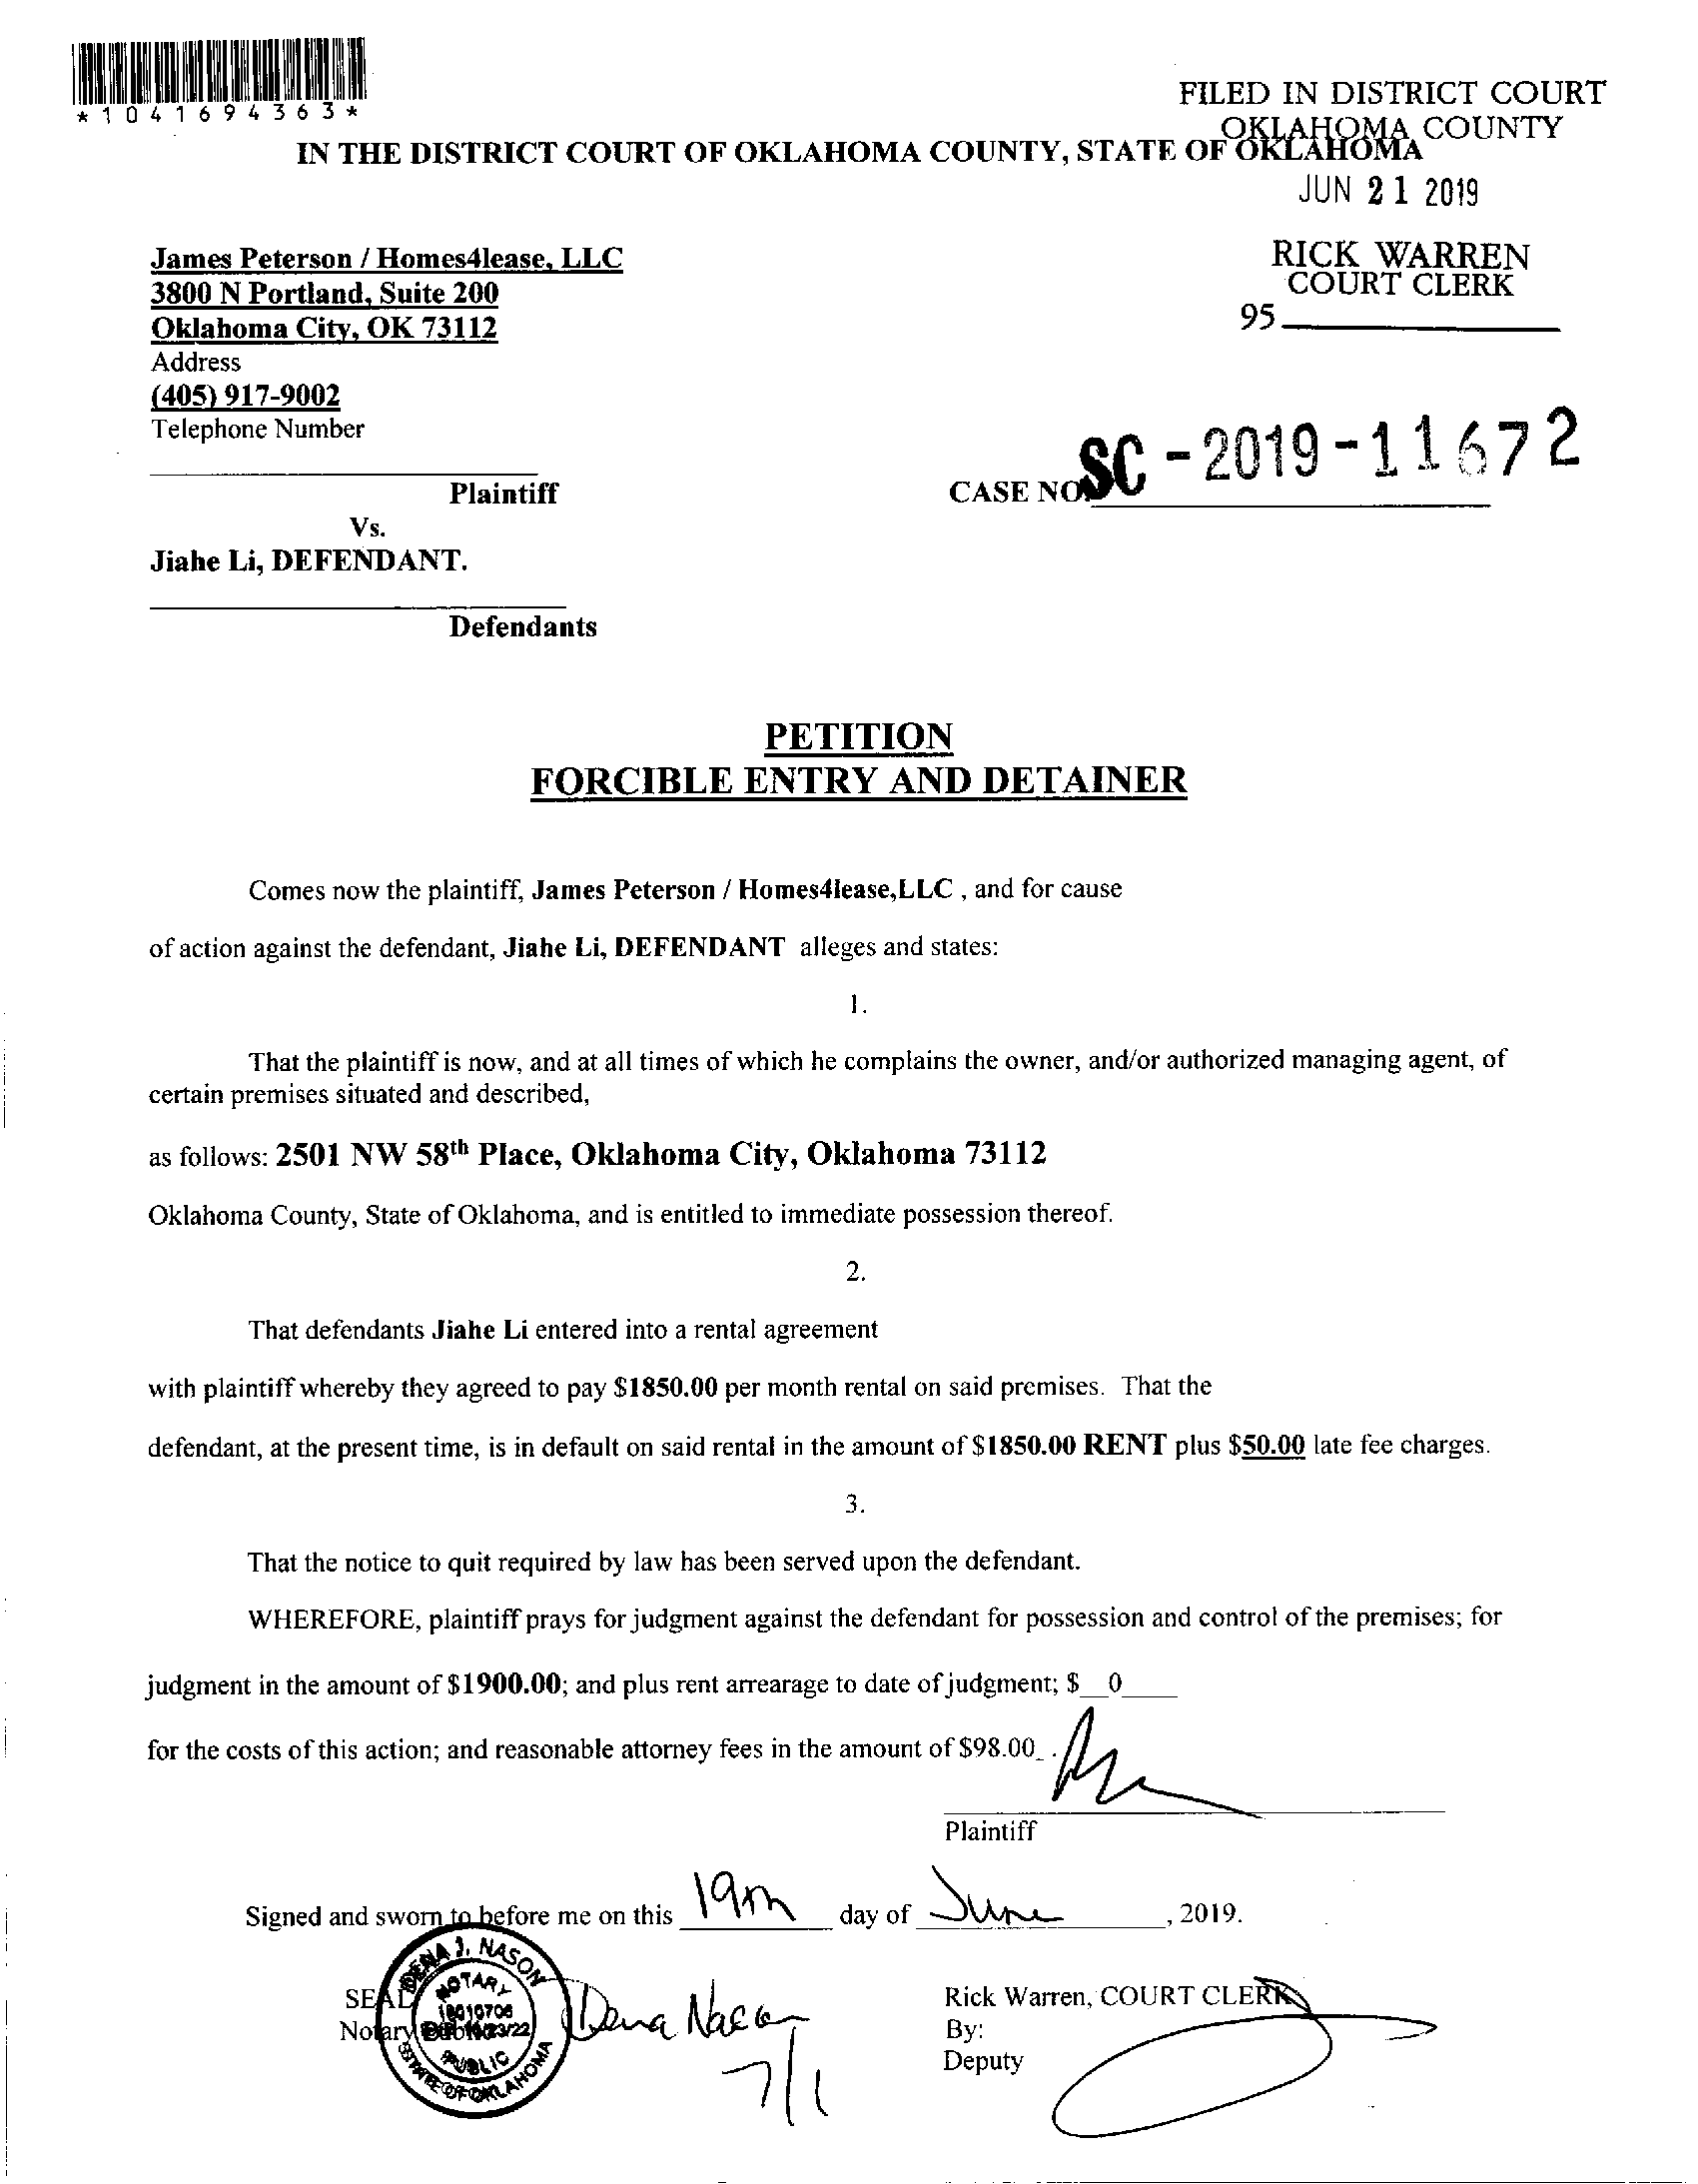 *1041694363*
FILED IN DISTRICT COURT
OKLAHOMA COUNTY
IN THE DISTRICT COURT OF OKLAHOMA COUNTY, STATE OF OKLAHOMA
JUN 21 2019
RICK WARREN
COURT CLERK
95
James Peterson / Homes4lease, LLC
3800 N Portland, Suite 200
Oklahoma City, OK 73112
Address
(405) 917-9002
Telephone Number
Plaintiff
CASE NO SC-2019-11672
Vs.
Jiahe Li, DEFENDANT.
Defendants
PETITION
FORCIBLE ENTRY AND DETAINER
Comes now the plaintiff, James Peterson / Homes4lease,LLC , and for cause
of action against the defendant, Jiahe Li, DEFENDANT alleges and states:
1.
That the plaintiff is now, and at all times of which he complains the owner, and/or authorized managing agent, of
certain premises situated and described,
as follows: 2501 NW 58th Place, Oklahoma City, Oklahoma 73112
Oklahoma County, State of Oklahoma, and is entitled to immediate possession thereof.
2.
That defendants Jiahe Li entered into a rental agreement
with plaintiff whereby they agreed to pay $1850.00 per month rental on said premises. That the
defendant, at the present time, is in default on said rental in the amount of $1850.00 RENT plus $50.00 late fee charges.
3.
That the notice to quit required by law has been served upon the defendant.
WHEREFORE, plaintiff prays for judgment against the defendant for possession and control of the premises; for
judgment in the amount of $1900.00; and plus rent arrearage to date of judgment; $__0____
for the costs of this action; and reasonable attorney fees in the amount of $98.00_ .
Plaintiff
Signed and sworn to before me on this 19th day of June, 2019.
DENA J. NASON
NOTARY
PUBLIC
STATE OF OKLAHOMA
SEAL
Notary
Dena Nason
7/1
Rick Warren, COURT CLERK
By:
Deputy